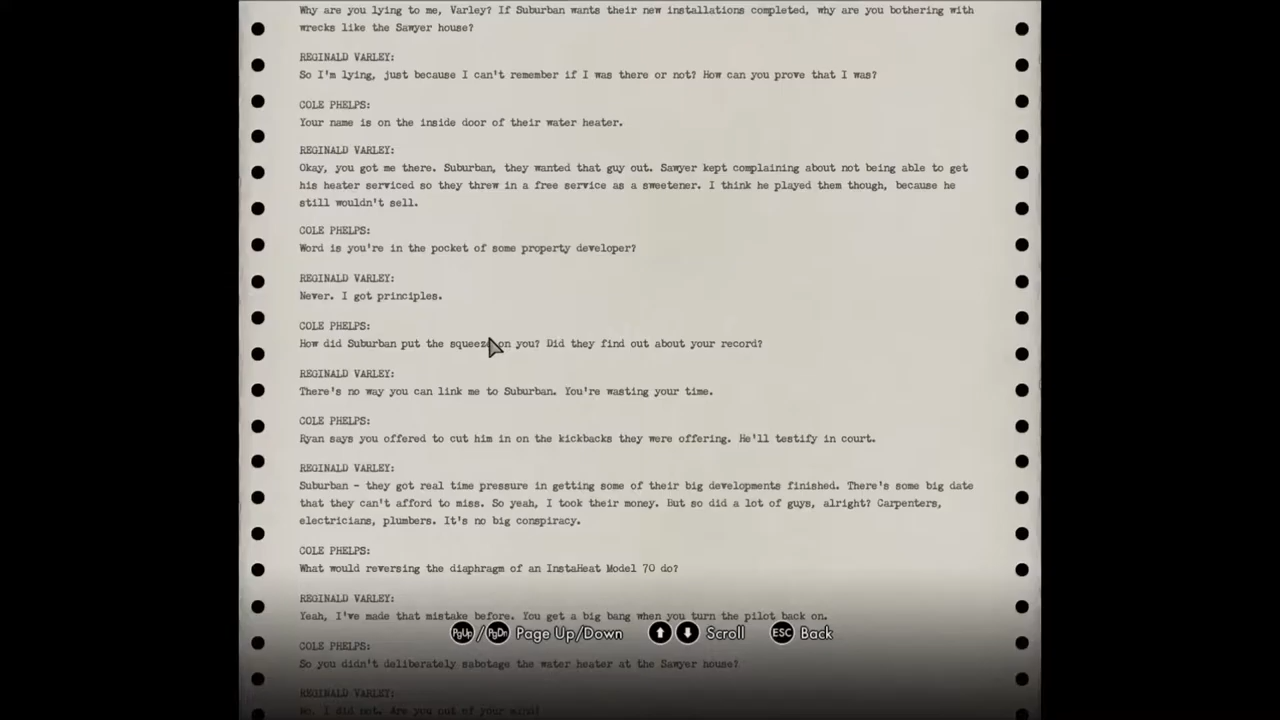 Why are you lying to me, Varley? If Suburban wants their new installations completed, why are you bothering with
wrecks like the Sawyer house?
REGINALD VARLEY:
So I'm lying, just because I can't remember if I was there or not? How can you prove that I was?
COLE PHELPS:
Your name is on the inside door of their water heater.
REGINALD VARLEY:
Okay, you got me there. Suburban, they wanted that guy out. Sawyer kept complaining about not being able to get
his heater serviced so they threw in a free service as a sweetener. I think he played them though, because he
still wouldn't sell.
COLE PHELPS:
Word is you're in the pocket of some property developer?
REGINALD VARLEY:
Never. I got principles.
COLE PHELPS:
How did Suburban put the squeeze on you? Did they find out about your record?
REGINALD VARLEY:
There's no way you can link me to Suburban. You're wasting your time.
COLE PHELPS:
Ryan says you offered to cut him in on the kickbacks they were offering. He'll testify in court.
REGINALD VARLEY:
Suburban - they got real time pressure in getting some of their big developments finished. There's some big date
that they can't afford to miss. So yeah, I took their money. But so did a lot of guys, alright? Carpenters,
electricians, plumbers. It's no big conspiracy.
COLE PHELPS:
What would reversing the diaphragm of an InstaHeat Model 70 do?
REGINALD VARLEY:
Yeah, I've made that mistake before. You get a big bang when you turn the pilot back on.
PgUp/PgDn Page Up/Down Scroll ESC Back
COLE PHELPS:
So you didn't deliberately sabotage the water heater at the Sawyer house?
REGINALD VARLEY:
No, I did not. Are you out of your mind?